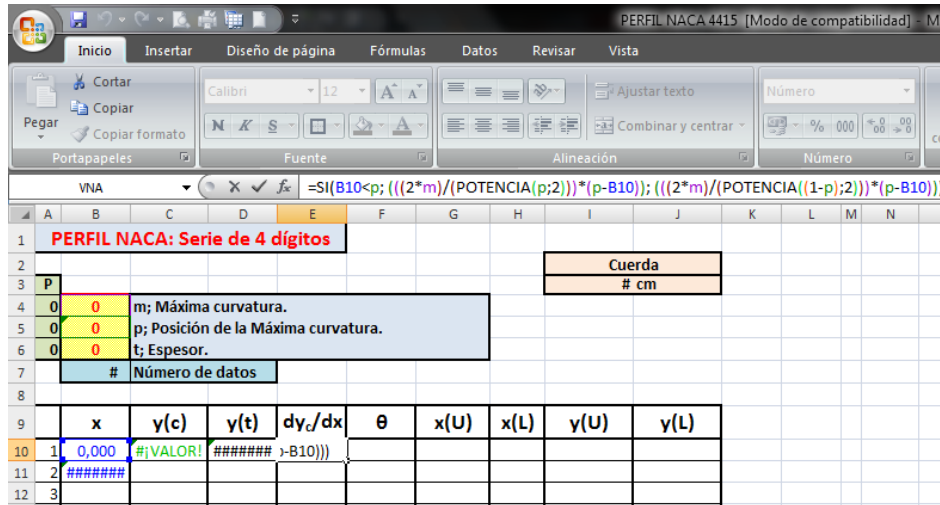 PERFIL NACA 4415 [Modo de compatibilidad] - M
Inicio Insertar Diseño de página Fórmulas Datos Revisar Vista
Cortar
Copiar
Copiar formato
Pegar
Portapapeles
Calibri 12 A A
N K S A
Fuente
Alineación
Ajustar texto
Combinar y centrar
Número
% 000
Número
VNA fx =SI(B10<p; (((2*m)/(POTENCIA(p;2)))*(p-B10)); (((2*m)/(POTENCIA((1-p);2)))*(p-B10)))
A B C D E F G H I J K L M N
1 PERFIL NACA: Serie de 4 dígitos
2 Cuerda
3 P # cm
4 0 0 m; Máxima curvatura.
5 0 0 p; Posición de la Máxima curvatura.
6 0 0 t; Espesor.
7 # Número de datos
8
9 x y(c) y(t) dyc/dx θ x(U) x(L) y(U) y(L)
10 1 0,000 #¡VALOR! ####### p-B10)))
11 2 #######
12 3